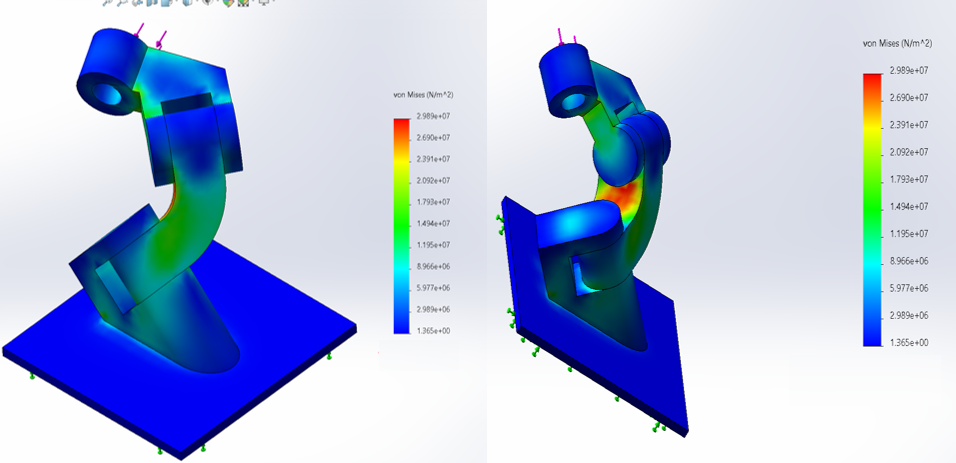 von Mises (N/m^2)
2.989e+07
2.690e+07
2.391e+07
2.092e+07
1.793e+07
1.494e+07
1.195e+07
8.966e+06
5.977e+06
2.989e+06
1.365e+00
von Mises (N/m^2)
2.989e+07
2.690e+07
2.391e+07
2.092e+07
1.793e+07
1.494e+07
1.195e+07
8.966e+06
5.977e+06
2.989e+06
1.365e+00